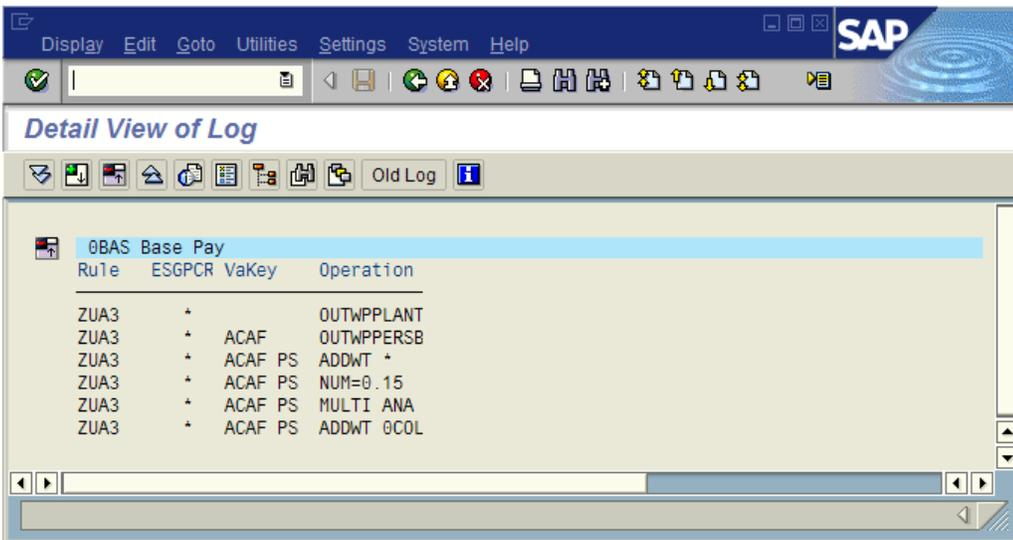 Display Edit Goto Utilities Settings System Help
SAP
Detail View of Log
Old Log
0BAS Base Pay
Rule ESGPCR VaKey Operation
ZUA3 * OUTWPPLANT
ZUA3 * ACAF OUTWPPERSB
ZUA3 * ACAF PS ADDWT *
ZUA3 * ACAF PS NUM=0.15
ZUA3 * ACAF PS MULTI ANA
ZUA3 * ACAF PS ADDWT 0COL